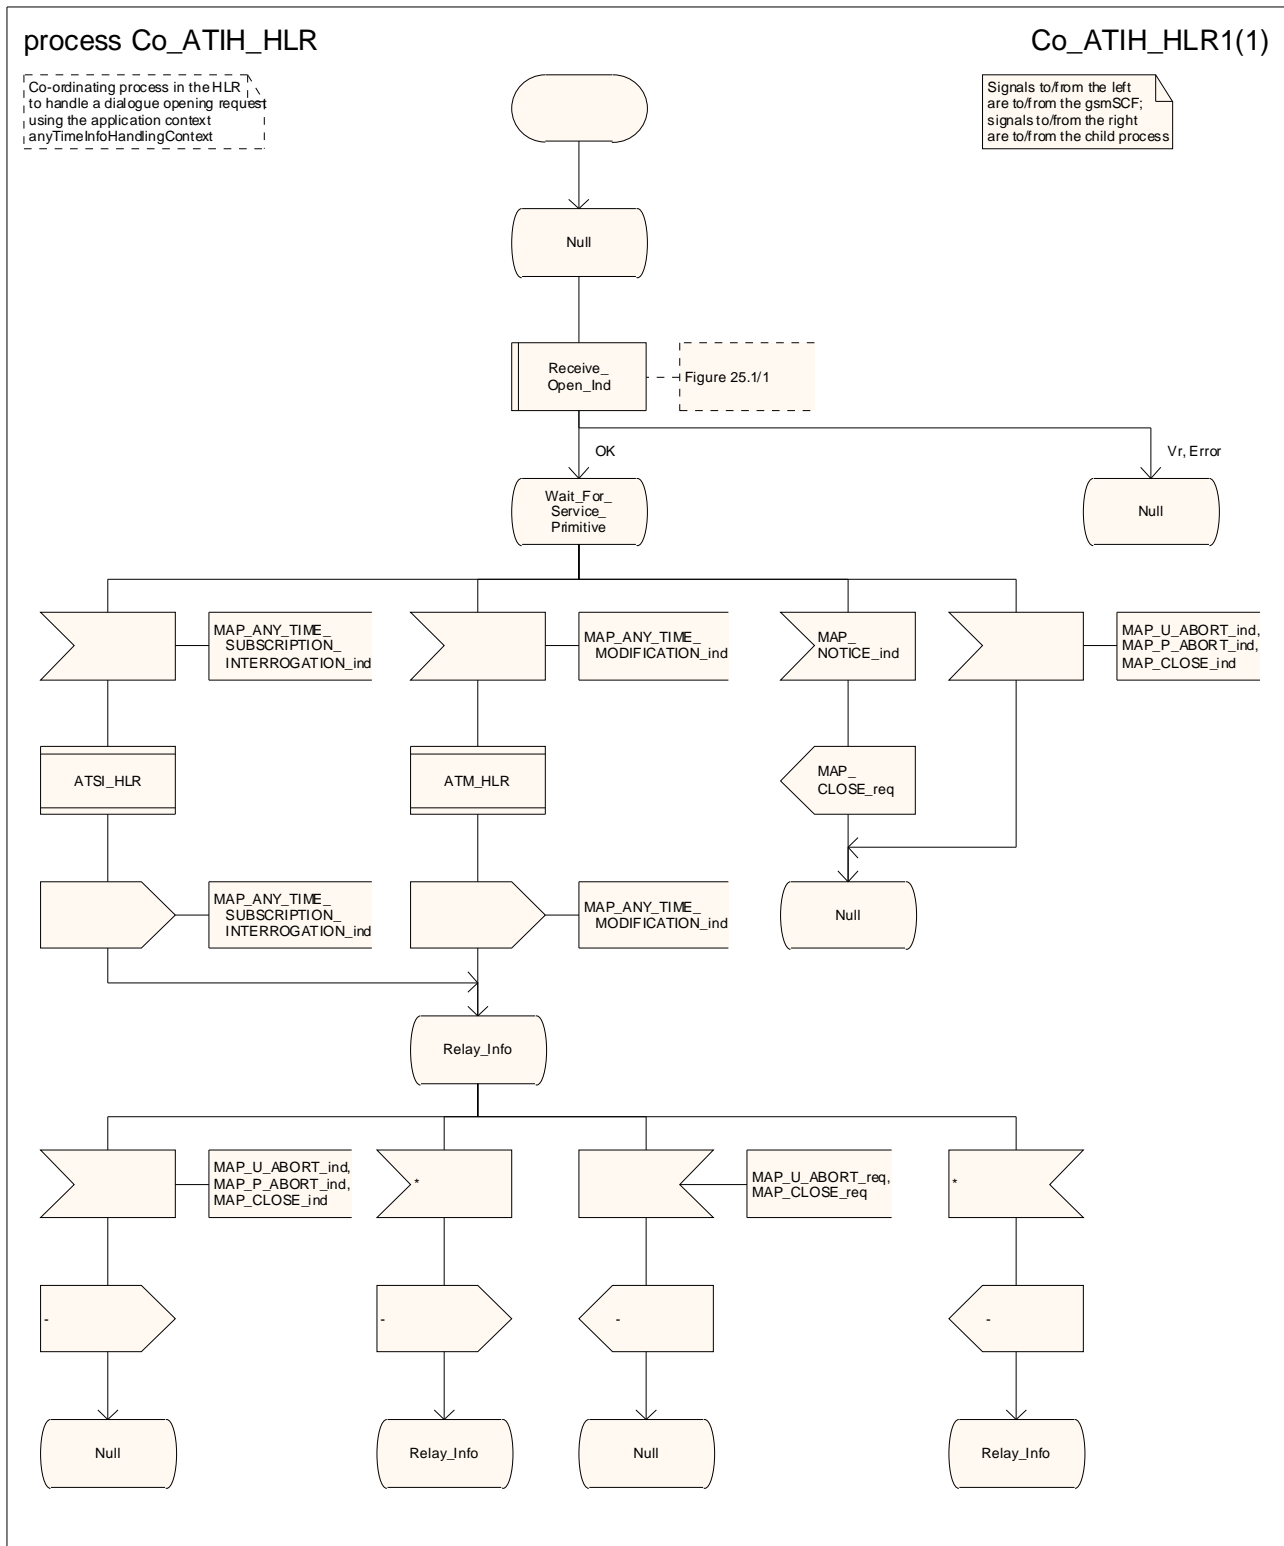 process Co_ATIH_HLR
Co_ATIH_HLR1(1)
Co-ordinating process in the HLR
to handle a dialogue opening request
using the application context
anyTimeInfoHandlingContext
Signals to/from the left
are to/from the gsmSCF;
signals to/from the right
are to/from the child process
Null
Receive_
Open_Ind
Figure 25.1/1
OK
Vr, Error
Wait_For_
Service_
Primitive
Null
MAP_ANY_TIME_
SUBSCRIPTION_
INTERROGATION_ind
MAP_ANY_TIME_
MODIFICATION_ind
MAP_
NOTICE_ind
MAP_U_ABORT_ind,
MAP_P_ABORT_ind,
MAP_CLOSE_ind
ATSI_HLR
ATM_HLR
MAP_
CLOSE_req
MAP_ANY_TIME_
SUBSCRIPTION_
INTERROGATION_ind
MAP_ANY_TIME_
MODIFICATION_ind
Null
Relay_Info
MAP_U_ABORT_ind,
MAP_P_ABORT_ind,
MAP_CLOSE_ind
*
MAP_U_ABORT_req,
MAP_CLOSE_req
*
-
-
-
-
Null
Relay_Info
Null
Relay_Info